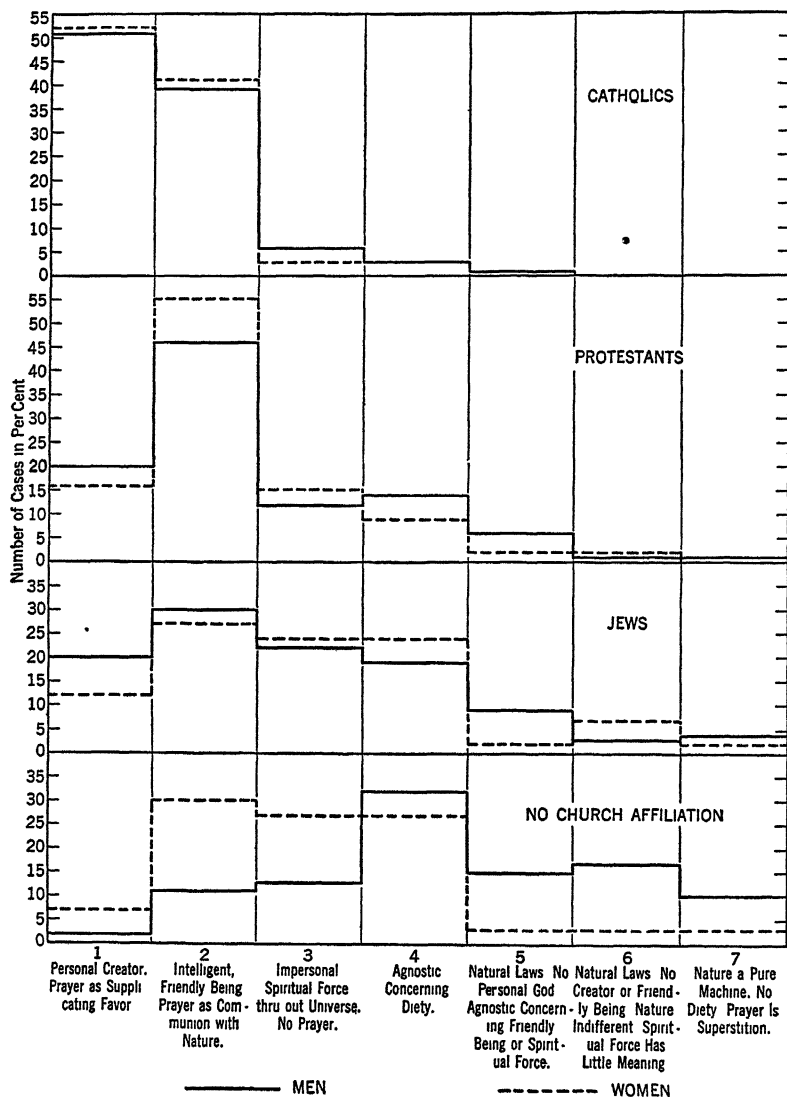 55
50
45
40
35
30
25
20
15
10
5
0
CATHOLICS
55
50
45
40
35
30
25
20
15
10
5
0
PROTESTANTS
Number of Cases in Per Cent
35
30
25
20
15
10
5
0
JEWS
35
30
25
20
15
10
5
0
NO CHURCH AFFILIATION
1
Personal Creator.
Prayer as Suppli
cating Favor
2
Intelligent,
Friendly Being
Prayer as Com-
munion with
Nature.
3
Impersonal
Spiritual Force
thru out Universe.
No Prayer.
4
Agnostic
Concerning
Diety.
5
Natural Laws No
Personal God
Agnostic Concern-
ing Friendly
Being or Spirit-
ual Force.
6
Natural Laws No
Creator or Friend-
ly Being Nature
Indifferent Spirit-
ual Force Has
Little Meaning
7
Nature a Pure
Machine. No
Diety Prayer Is
Superstition.
MEN
WOMEN